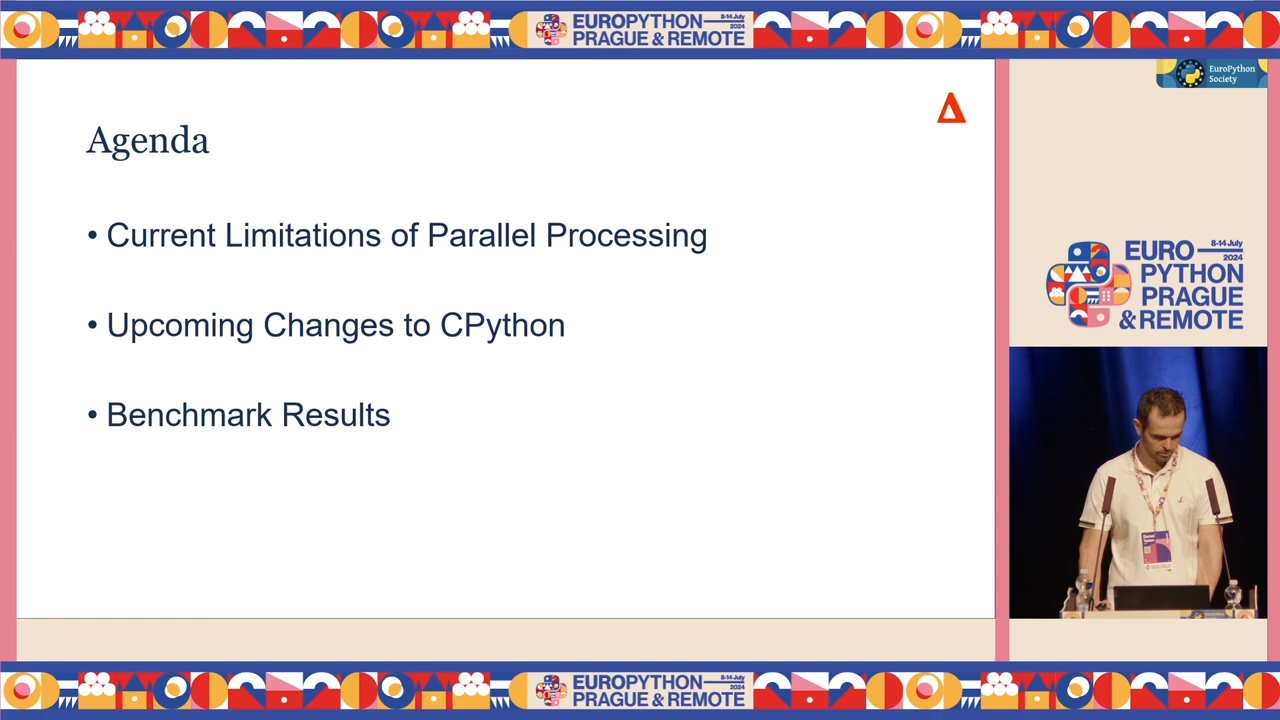 EUROPYTHON
8-14 July
2024
PRAGUE & REMOTE
EuroPython
Society
Agenda
• Current Limitations of Parallel Processing
• Upcoming Changes to CPython
• Benchmark Results
EURO
8-14 July
2024
PYTHON
PRAGUE
& REMOTE
EUROPYTHON
8-14 July
2024
PRAGUE & REMOTE